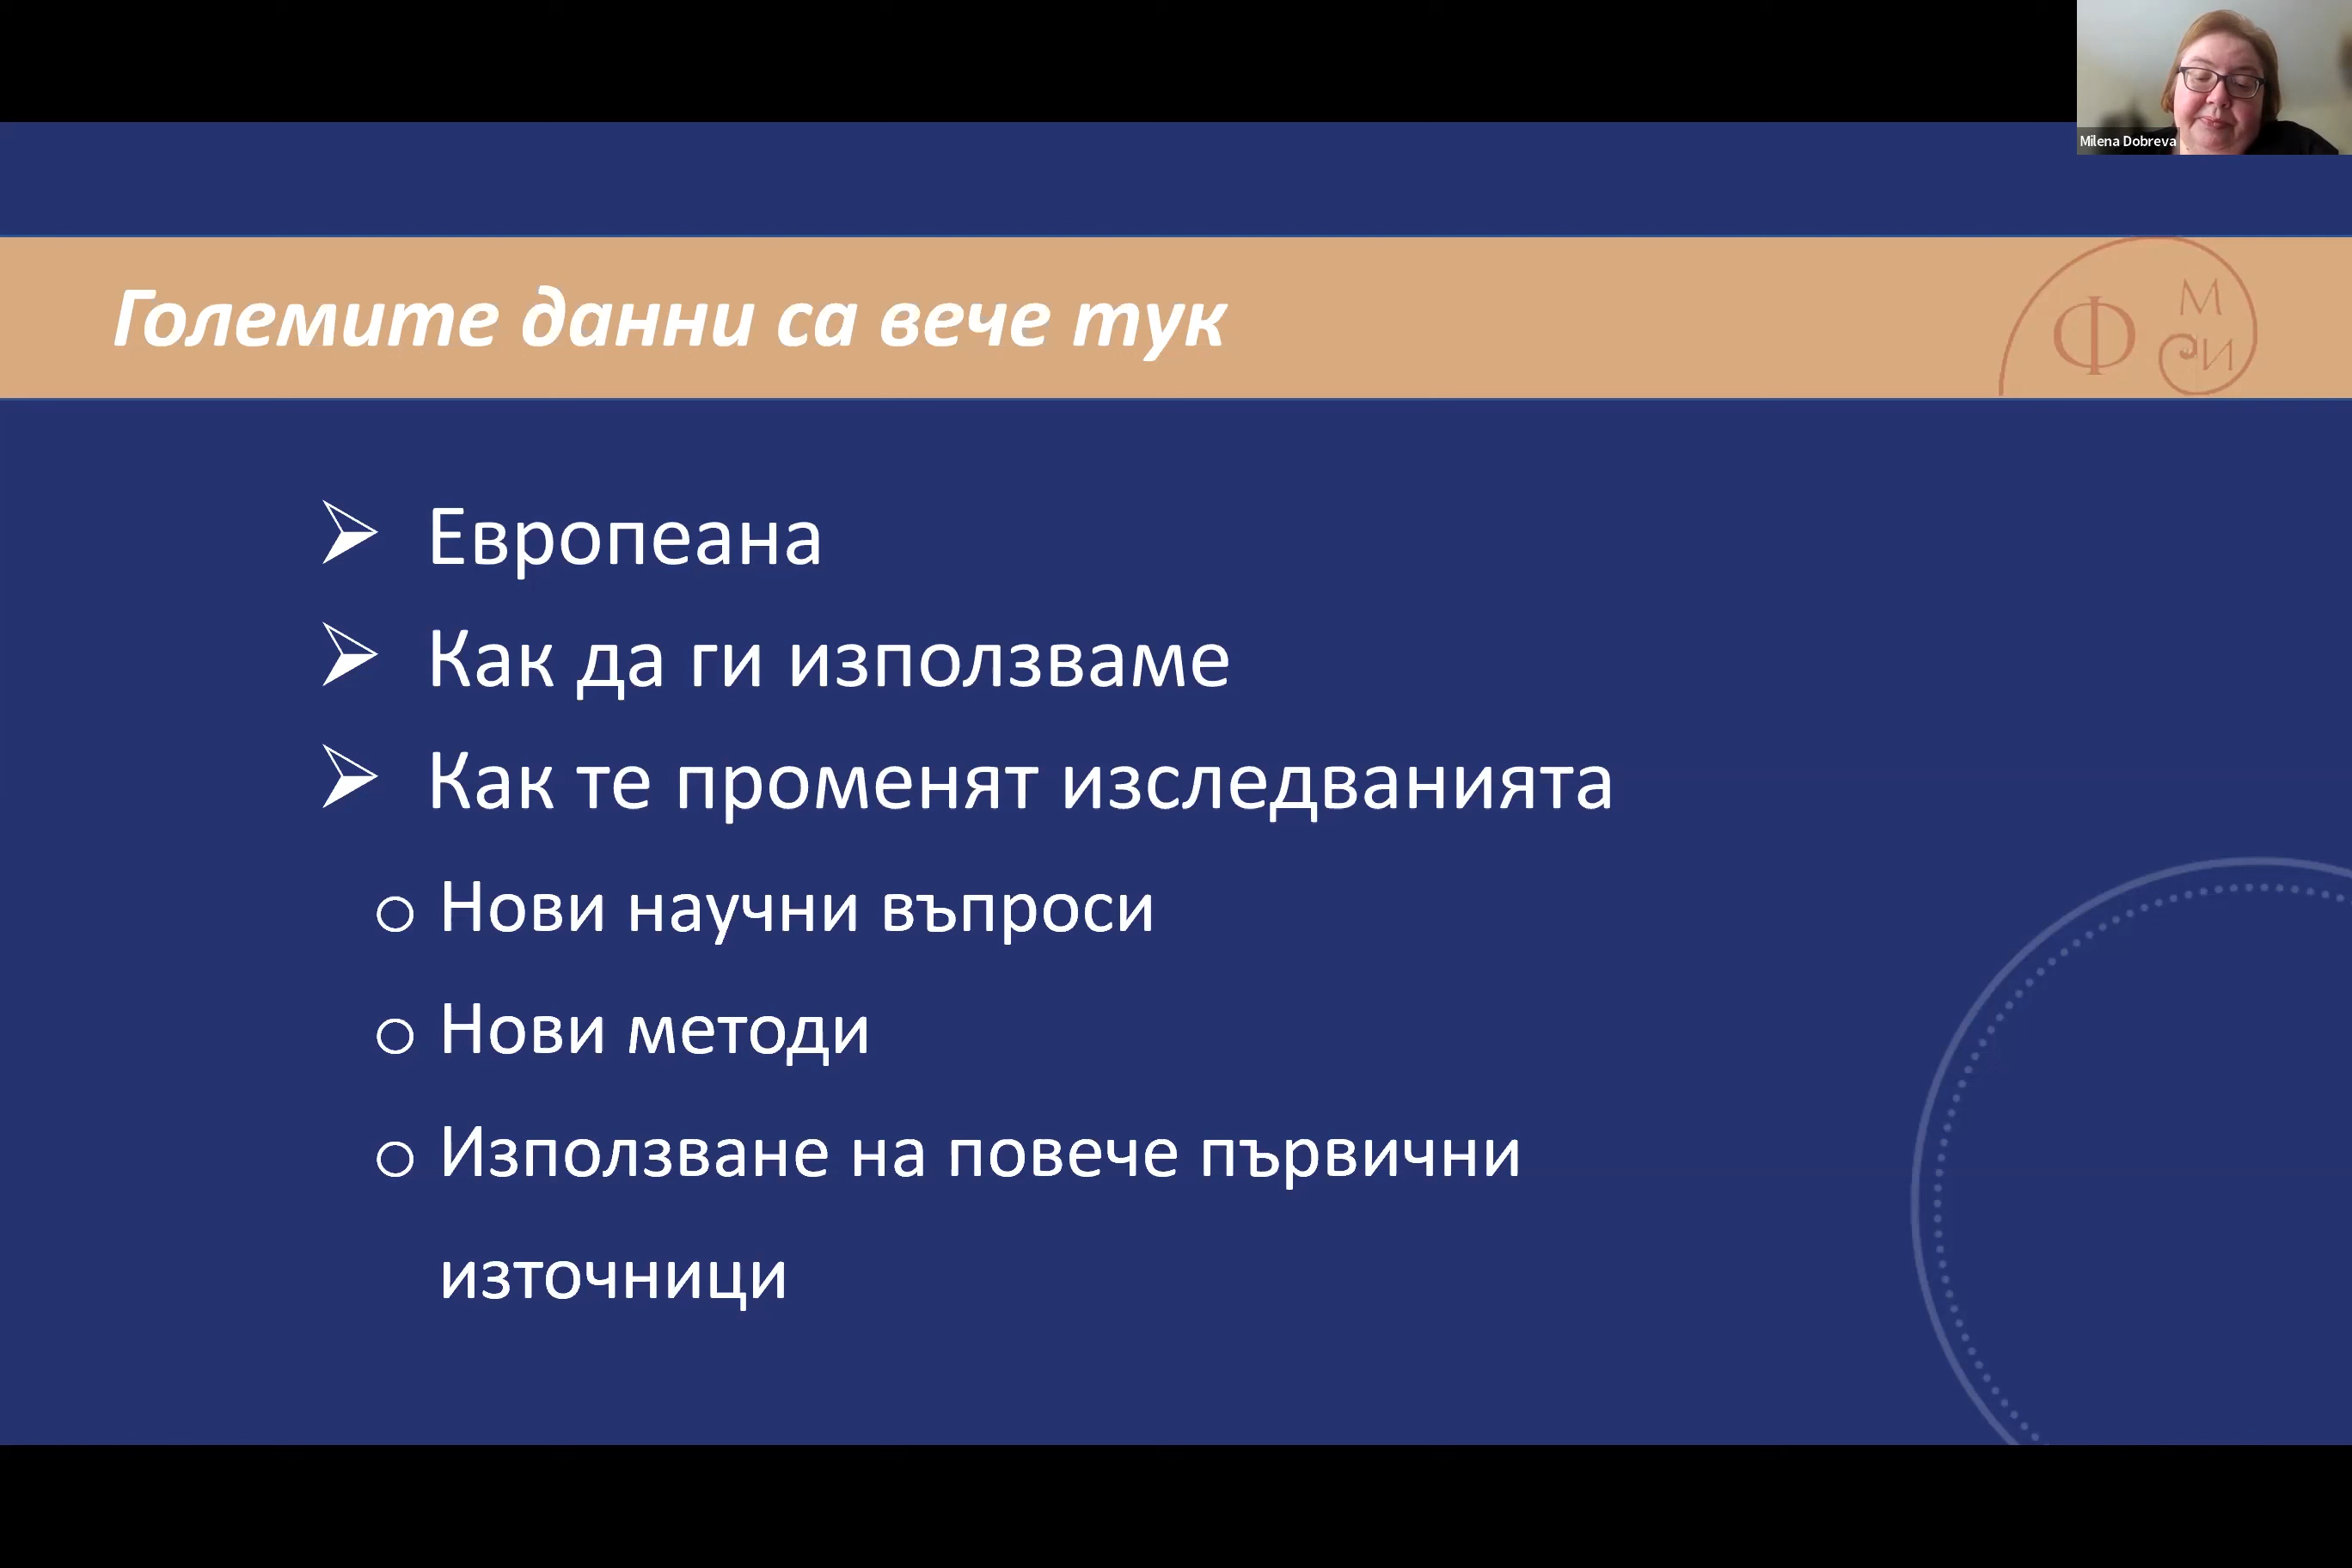 Milena Dobreva
Големите данни са вече тук
Ф
М
СИ
Европеана
Как да ги използваме
Как те променят изследванията
Нови научни въпроси
Нови методи
Използване на повече първични
източници